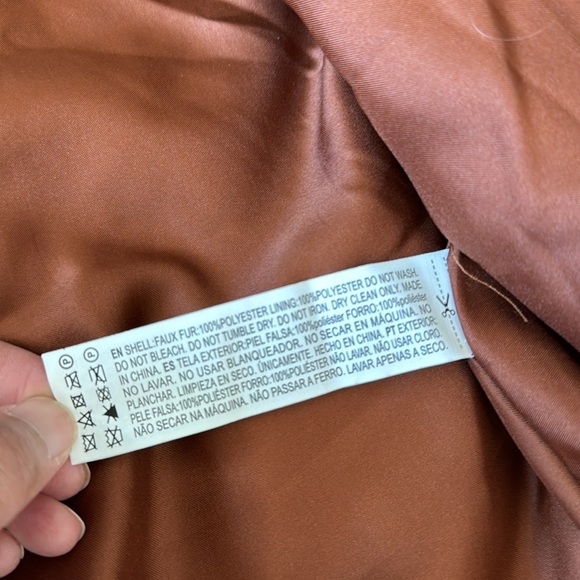 EN SHELL:FAUX FUR:100%POLYESTER LINING:100%POLYESTER DO NOT WASH.
DO NOT BLEACH. DO NOT TUMBLE DRY. DO NOT IRON. DRY CLEAN ONLY. MADE
IN CHINA. ES TELA EXTERIOR:PIEL FALSA:100%poliéster FORRO:100%poliéster
NO LAVAR. NO USAR BLANQUEADOR. NO SECAR EN MÁQUINA. NO
PLANCHAR. LIMPIEZA EN SECO. ÚNICAMENTE. HECHO EN CHINA. PT EXTERIOR:
PELE FALSA:100%POLIÉSTER FORRO:100%POLIÉSTER NÃO LAVAR. NÃO USAR CLORO.
NÃO SECAR NA MÁQUINA. NÃO PASSAR A FERRO. LAVAR APENAS A SECO.